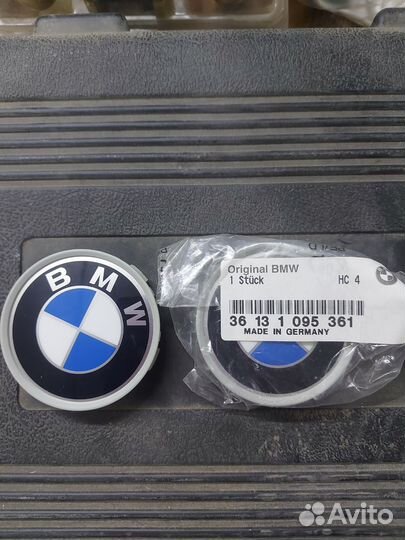 BMW
Original BMW
1 Stück HC 4
36 13 1 095 361
MADE IN GERMANY
Avito